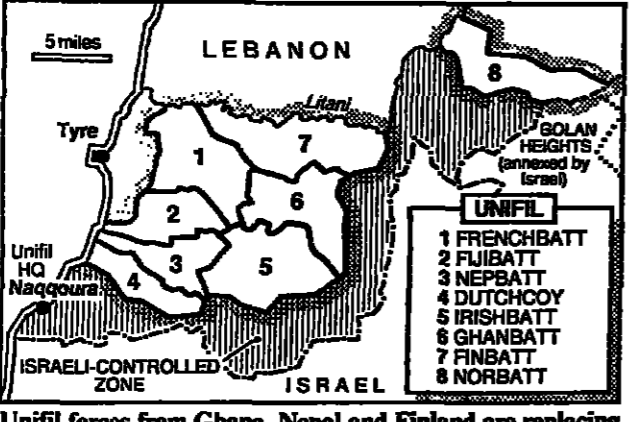 5 miles
LEBANON
Litani
Tyre
1
7
8
GOLAN
HEIGHTS
(annexed by
Israel)
2
6
3
5
4
Unifil
HQ
Naqqoura
UNIFIL
1 FRENCHBATT
2 FIJIBATT
3 NEPBATT
4 DUTCHCOY
5 IRISHBATT
6 GHANBATT
7 FINBATT
8 NORBATT
ISRAELI-CONTROLLED
ZONE
ISRAEL
Unifil forces from Ghana, Nepal and Finland are replacing